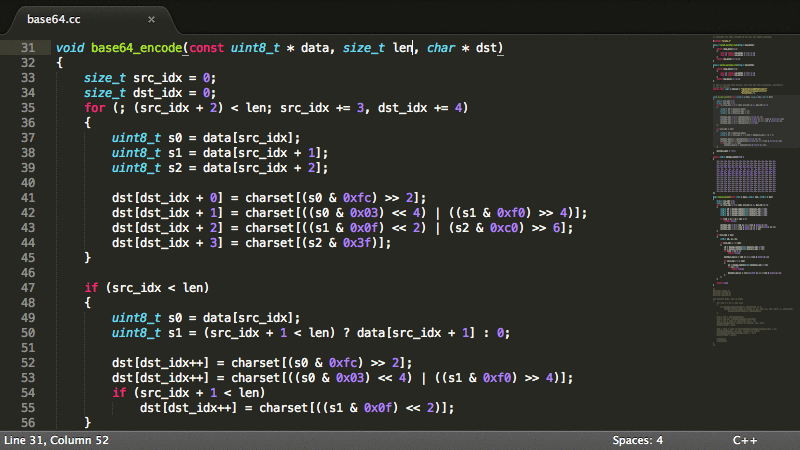 base64.cc ×
31 void base64_encode(const uint8_t * data, size_t len, char * dst)
32 {
33     size_t src_idx = 0;
34     size_t dst_idx = 0;
35     for (; (src_idx + 2) < len; src_idx += 3, dst_idx += 4)
36     {
37         uint8_t s0 = data[src_idx];
38         uint8_t s1 = data[src_idx + 1];
39         uint8_t s2 = data[src_idx + 2];
40
41         dst[dst_idx + 0] = charset[(s0 & 0xfc) >> 2];
42         dst[dst_idx + 1] = charset[((s0 & 0x03) << 4) | ((s1 & 0xf0) >> 4)];
43         dst[dst_idx + 2] = charset[((s1 & 0x0f) << 2) | (s2 & 0xc0) >> 6];
44         dst[dst_idx + 3] = charset[(s2 & 0x3f)];
45     }
46
47     if (src_idx < len)
48     {
49         uint8_t s0 = data[src_idx];
50         uint8_t s1 = (src_idx + 1 < len) ? data[src_idx + 1] : 0;
51
52         dst[dst_idx++] = charset[(s0 & 0xfc) >> 2];
53         dst[dst_idx++] = charset[((s0 & 0x03) << 4) | ((s1 & 0xf0) >> 4)];
54         if (src_idx + 1 < len)
55             dst[dst_idx++] = charset[((s1 & 0x0f) << 2)];
56     }
Line 31, Column 52 Spaces: 4 C++